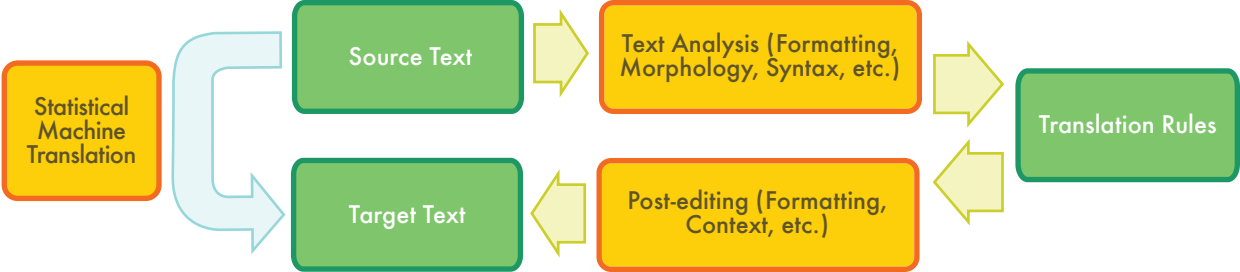 Statistical
Machine
Translation
Source Text
Text Analysis (Formatting,
Morphology, Syntax, etc.)
Translation Rules
Post-editing (Formatting,
Context, etc.)
Target Text